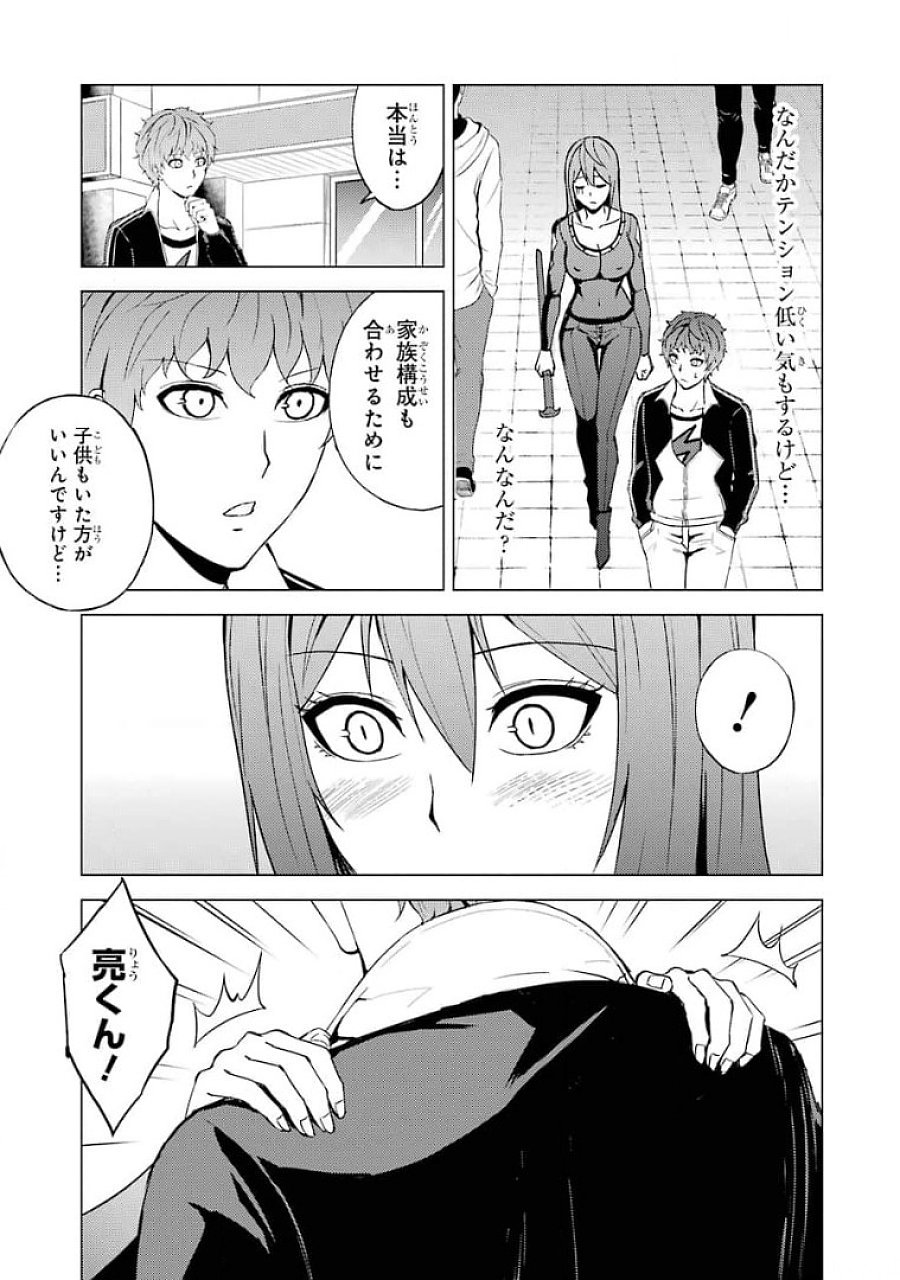 なんだかテンション低い気もするけど…
なんなんだ？
本当は…
家族構成も
合わせるために
子供もいた方が
いいんですけど…
！
亮くん！